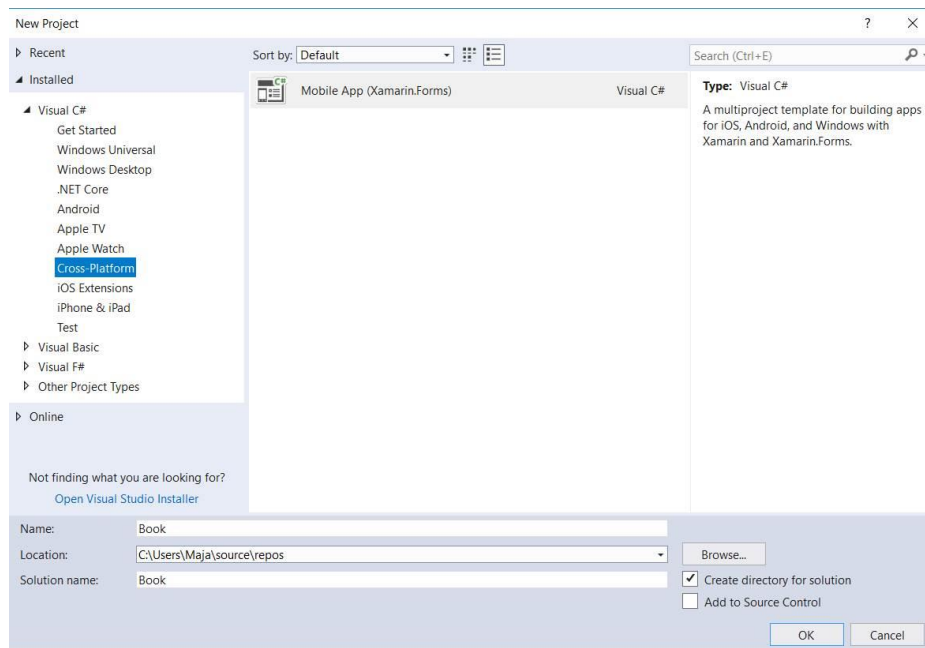 New Project
? ×
Recent
Sort by: Default
Search (Ctrl+E)
Installed
Visual C#
Get Started
Windows Universal
Windows Desktop
.NET Core
Android
Apple TV
Apple Watch
Cross-Platform
iOS Extensions
iPhone & iPad
Test
Visual Basic
Visual F#
Other Project Types
Online
Not finding what you are looking for?
Open Visual Studio Installer
C#
Mobile App (Xamarin.Forms) Visual C#
Type: Visual C#
A multiproject template for building apps
for iOS, Android, and Windows with
Xamarin and Xamarin.Forms.
Name: Book
Location: C:\Users\Maja\source\repos
Browse...
Solution name: Book
Create directory for solution
Add to Source Control
OK Cancel